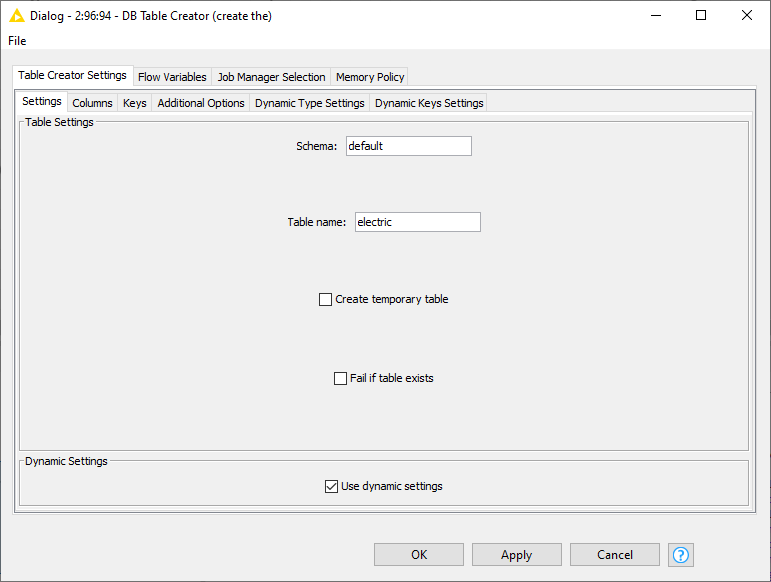 Dialog - 2:96:94 - DB Table Creator (create the)
File
Table Creator Settings Flow Variables Job Manager Selection Memory Policy
Settings Columns Keys Additional Options Dynamic Type Settings Dynamic Keys Settings
Table Settings
Schema: default
Table name: electric
Create temporary table
Fail if table exists
Dynamic Settings
Use dynamic settings
OK Apply Cancel ?